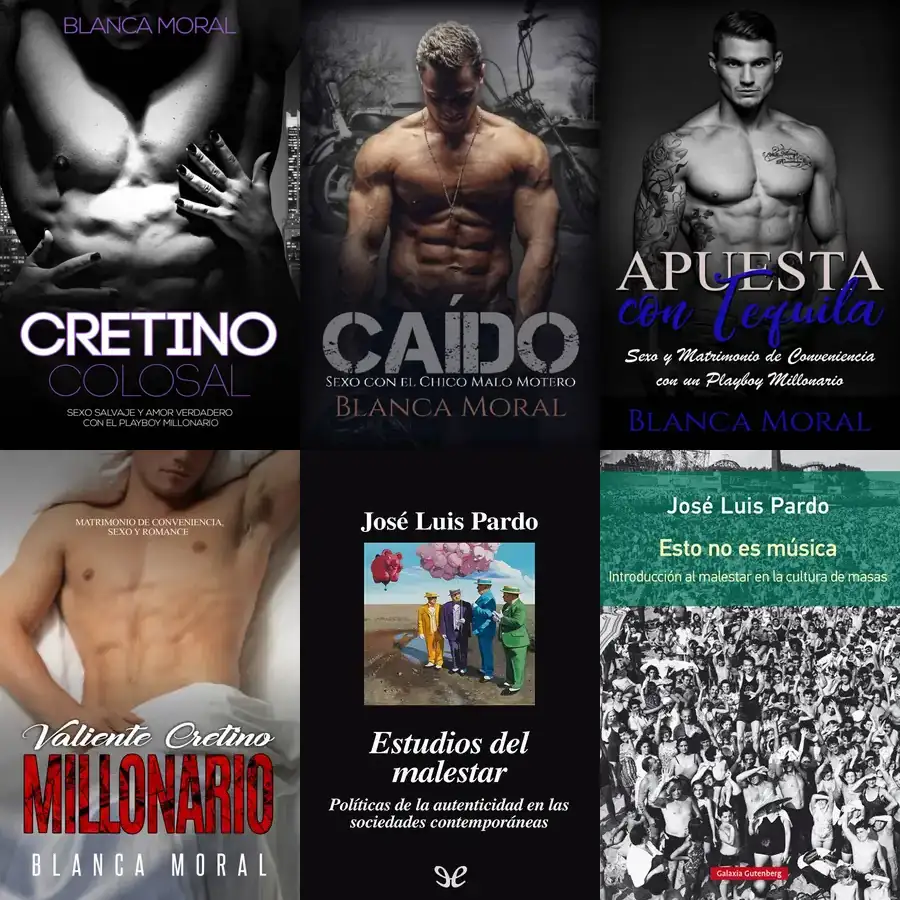 BLANCA MORAL
CRETINO
COLOSAL
SEXO SALVAJE Y AMOR VERDADERO
CON EL PLAYBOY MILLONARIO
CAÍDO
SEXO CON EL CHICO MALO MOTERO
BLANCA MORAL
APUESTA
con Tequila
Sexo y Matrimonio de Conveniencia
con un Playboy Millonario
BLANCA MORAL
MATRIMONIO DE CONVENIENCIA,
SEXO Y ROMANCE
Valiente Cretino
MILLONARIO
BLANCA MORAL
José Luis Pardo
Estudios del
malestar
Políticas de la autenticidad en las
sociedades contemporáneas
José Luis Pardo
Esto no es música
Introducción al malestar en la cultura de masas
Galaxia Gutenberg